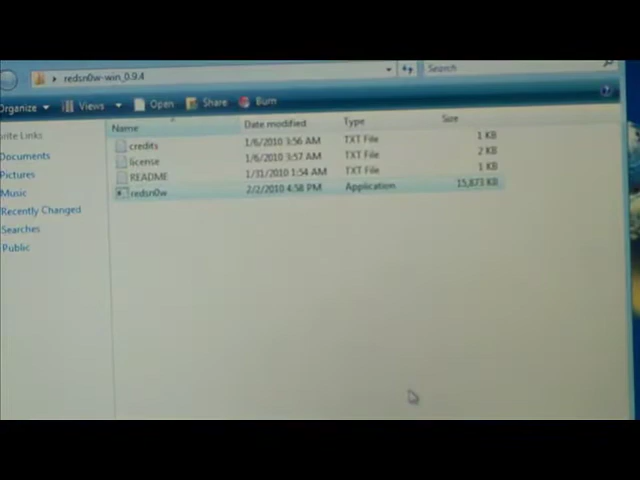 redsn0w-win_0.9.4
Search
Organize Views Open Share Burn
Name Date modified Type Size
orite Links
credits 1/6/2010 3:56 AM TXT File 1 KB
Documents
license 1/6/2010 3:57 AM TXT File 2 KB
Pictures
README 1/31/2010 1:54 AM TXT File 1 KB
Music
redsn0w 2/2/2010 4:58 PM Application 15,873 KB
Recently Changed
Searches
Public